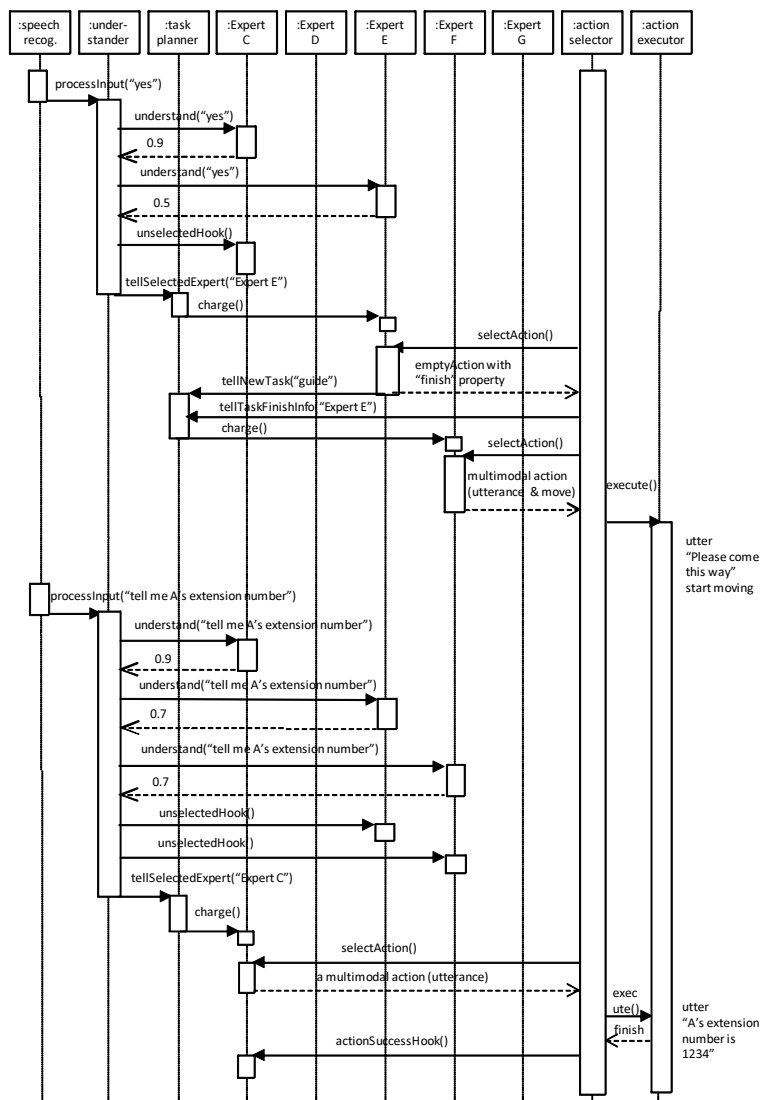 :speech
recog.
:under-
stander
:task
planner
:Expert
C
:Expert
D
:Expert
E
:Expert
F
:Expert
G
:action
selector
:action
executor
processInput(“yes”)
understand(“yes”)
0.9
understand(“yes”)
0.5
unselectedHook()
tellSelectedExpert(“Expert E”)
charge()
selectAction()
emptyAction with
“finish” property
tellNewTask(“guide”)
tellTaskFinishInfo(“Expert E”)
charge()
selectAction()
multimodal action
(utterance & move)
execute()
utter
“Please come
this way”
start moving
processInput(“tell me A’s extension number”)
understand(“tell me A’s extension number”)
0.9
understand(“tell me A’s extension number”)
0.7
understand(“tell me A’s extension number”)
0.7
unselectedHook()
unselectedHook()
tellSelectedExpert(“Expert C”)
charge()
selectAction()
a multimodal action (utterance)
exec
ute()
finish
utter
“A’s extension
number is
1234”
actionSuccessHook()